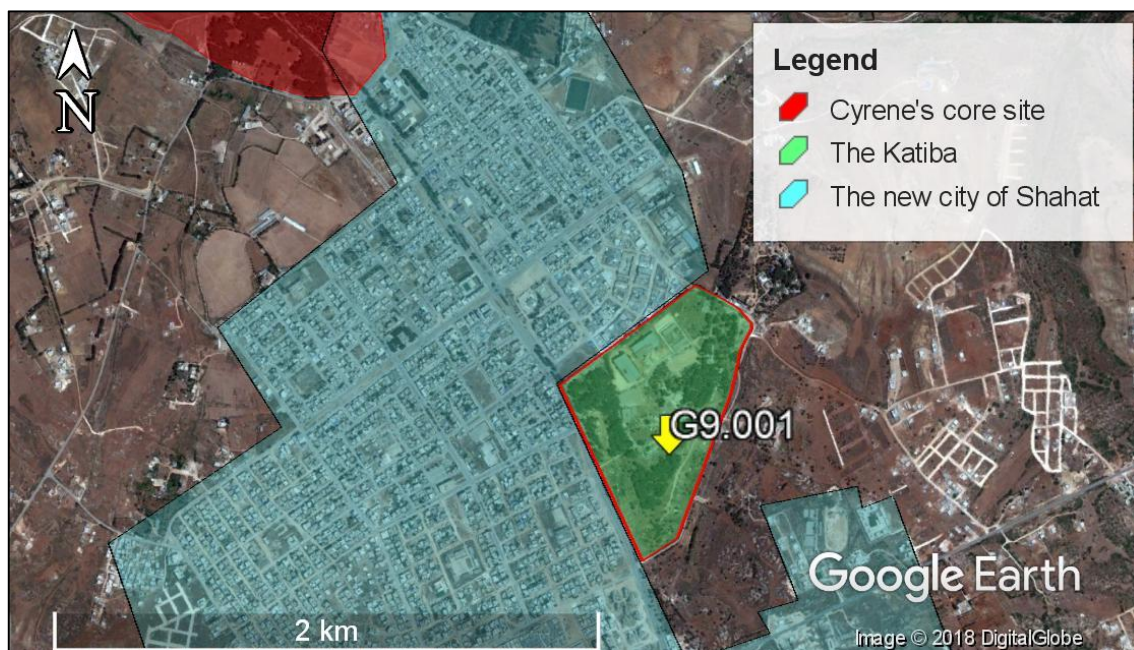 N
Legend
Cyrene's core site
The Katiba
The new city of Shahat
G9.001
Google Earth
2 km
Image © 2018 DigitalGlobe